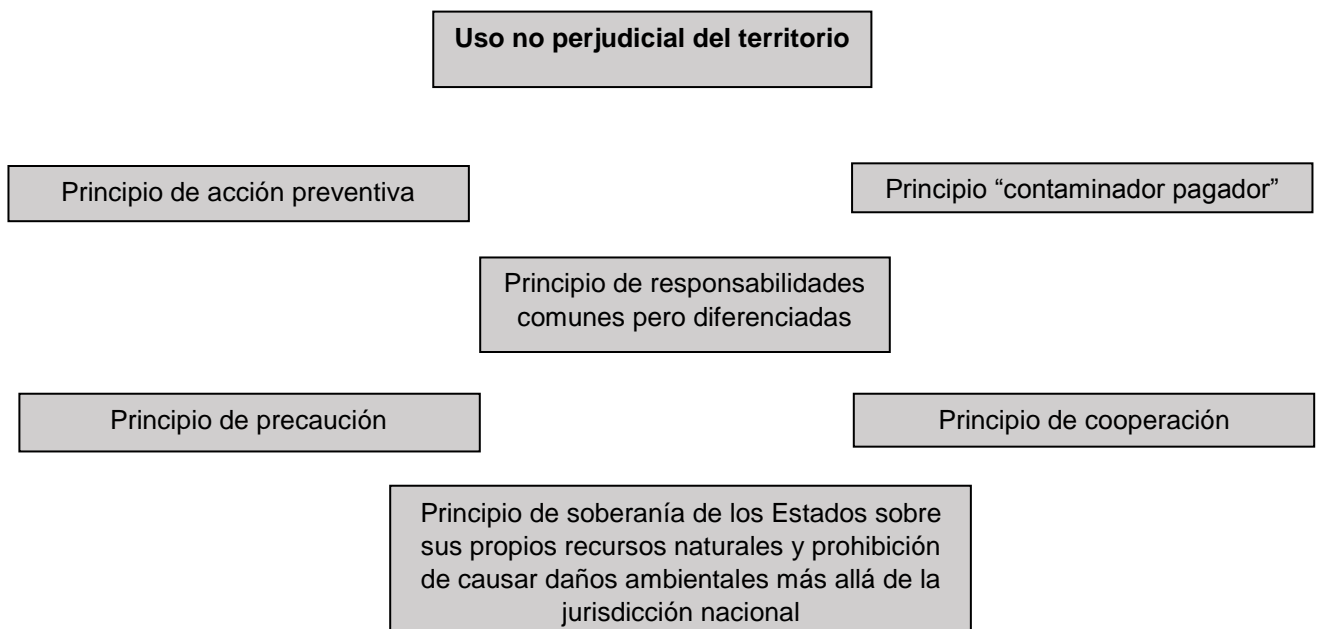 Uso no perjudicial del territorio
Principio de acción preventiva
Principio “contaminador pagador”
Principio de responsabilidades
comunes pero diferenciadas
Principio de precaución
Principio de cooperación
Principio de soberanía de los Estados sobre
sus propios recursos naturales y prohibición
de causar daños ambientales más allá de la
jurisdicción nacional